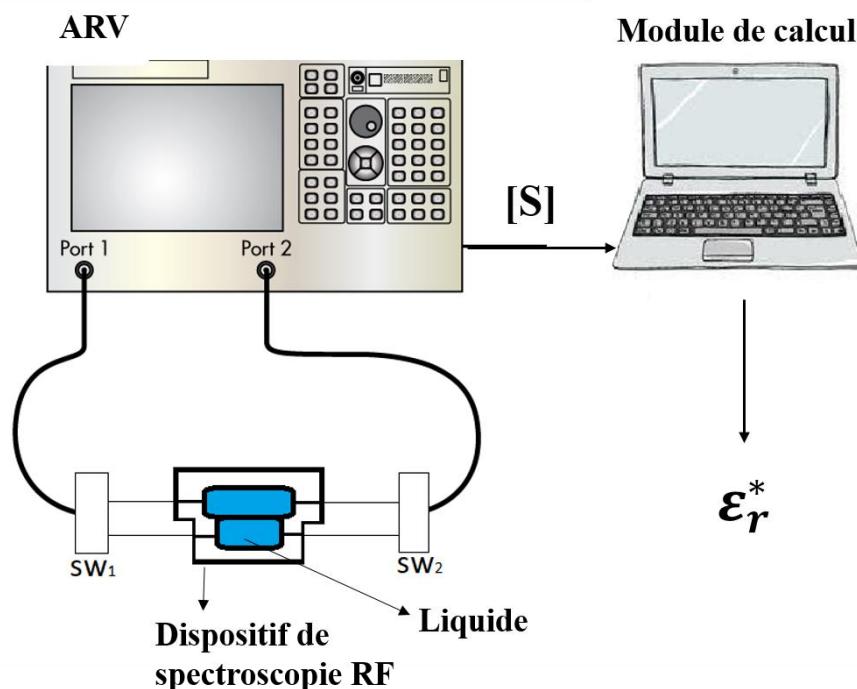 ARV
Module de calcul
[S]
Port 1
Port 2
ε*r
SW1
SW2
Liquide
Dispositif de
spectroscopie RF